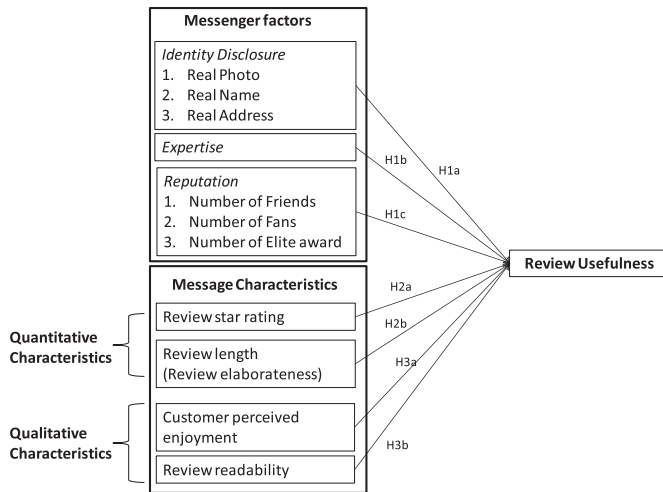 Messenger factors
Identity Disclosure
1. Real Photo
2. Real Name
3. Real Address
Expertise
Reputation
1. Number of Friends
2. Number of Fans
3. Number of Elite award
H1b
H1a
H1c
Review Usefulness
Message Characteristics
Quantitative
Characteristics
Review star rating
Review length
(Review elaborateness)
H2a
H2b
H3a
Qualitative
Characteristics
Customer perceived
enjoyment
Review readability
H3b